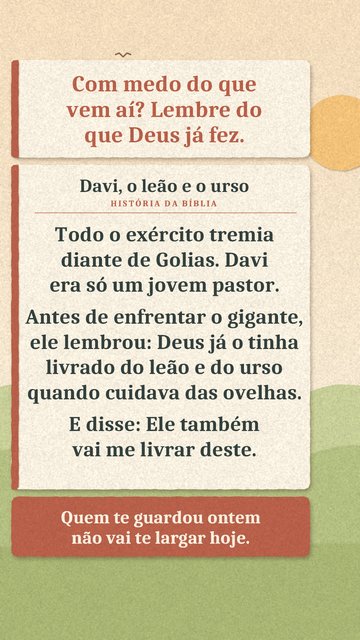 Com medo do que
vem aí? Lembre do
que Deus já fez.
Davi, o leão e o urso
HISTÓRIA DA BÍBLIA
Todo o exército tremia
diante de Golias. Davi
era só um jovem pastor.
Antes de enfrentar o gigante,
ele lembrou: Deus já o tinha
livrado do leão e do urso
quando cuidava das ovelhas.
E disse: Ele também
vai me livrar deste.
Quem te guardou ontem
não vai te largar hoje.